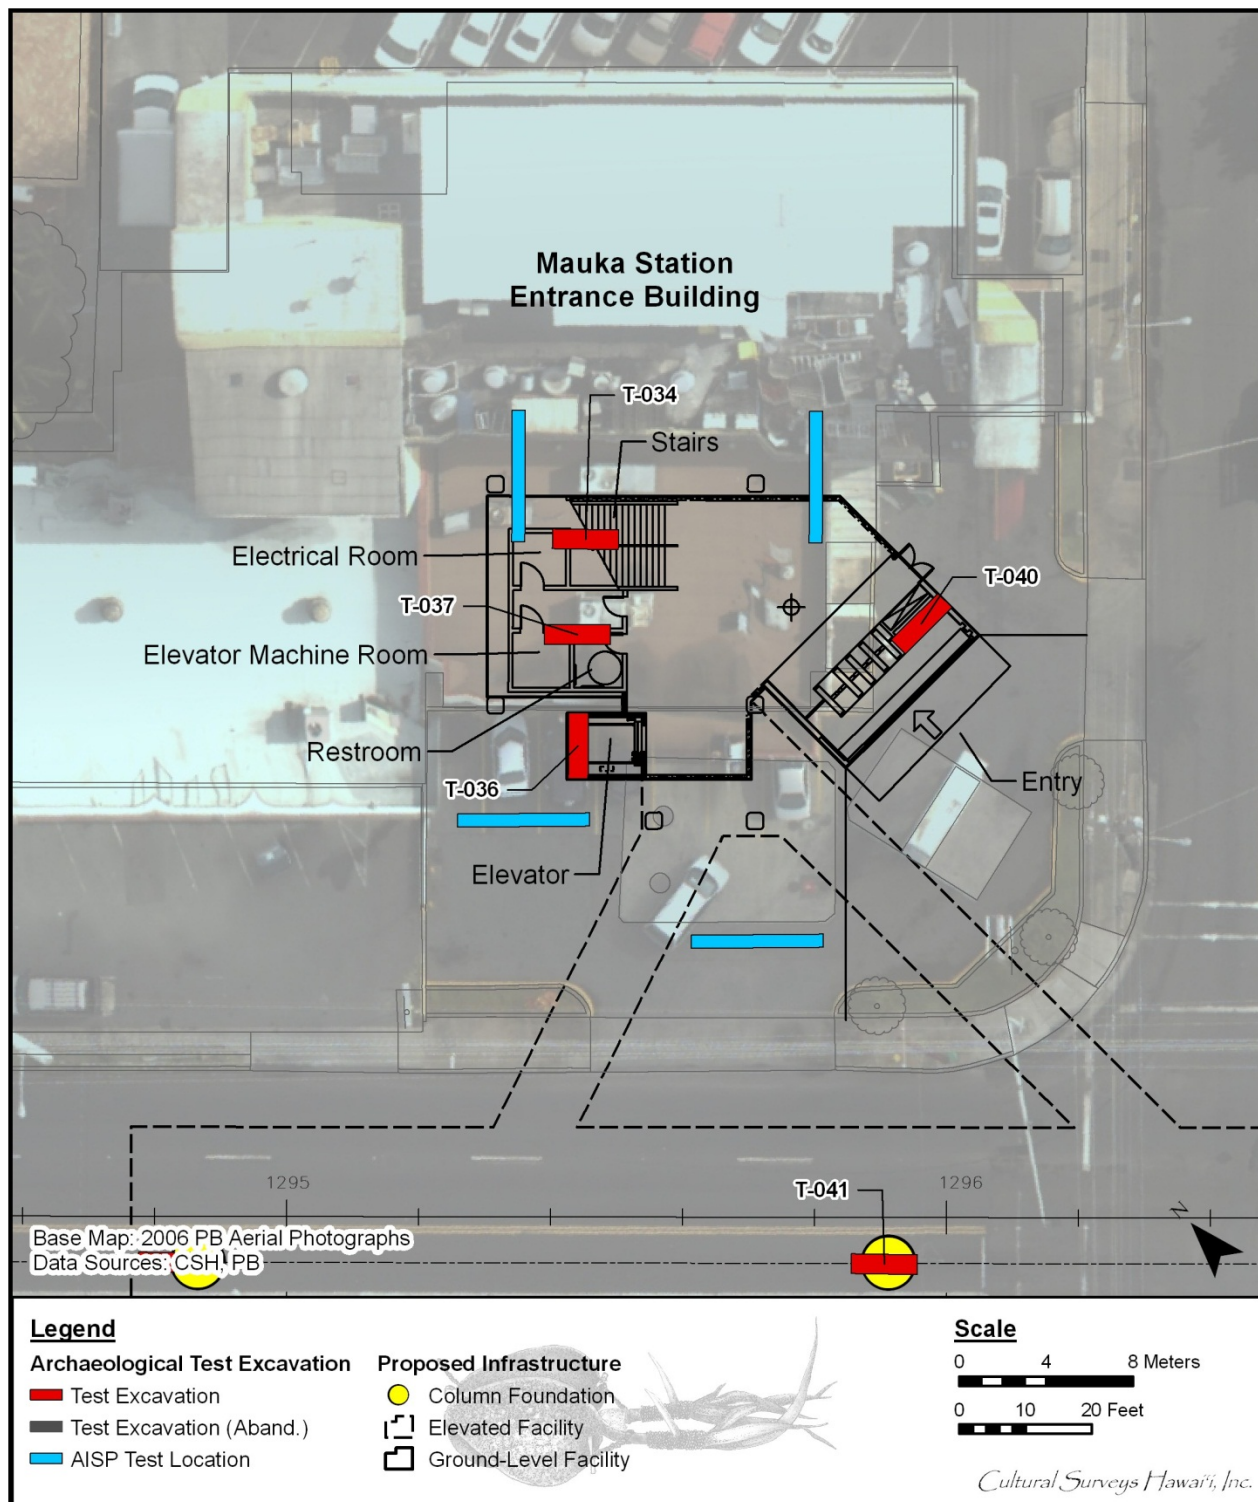 Mauka Station
Entrance Building
T-034
Stairs
Electrical Room
T-040
T-037
Elevator Machine Room
Restroom
T-036
Entry
Elevator
1295
T-041
1296
N
Base Map: 2006 PB Aerial Photographs
Data Sources: CSH, PB
Legend
Archaeological Test Excavation
Test Excavation
Test Excavation (Aband.)
AISP Test Location
Proposed Infrastructure
Column Foundation
Elevated Facility
Ground-Level Facility
Scale
0 4 8 Meters
0 10 20 Feet
Cultural Surveys Hawai'i, Inc.